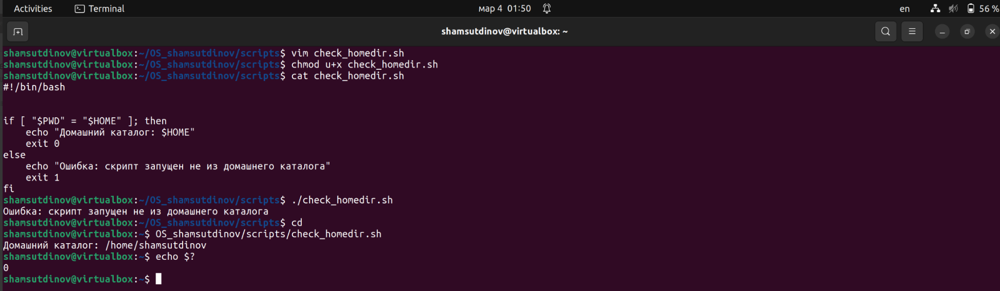 Activities Terminal мар 4 01:50 en 56 %
shamsutdinov@virtualbox: ~
shamsutdinov@virtualbox:~/OS_shamsutdinov/scripts$ vim check_homedir.sh
shamsutdinov@virtualbox:~/OS_shamsutdinov/scripts$ chmod u+x check_homedir.sh
shamsutdinov@virtualbox:~/OS_shamsutdinov/scripts$ cat check_homedir.sh
#!/bin/bash
if [ "$PWD" = "$HOME" ]; then
    echo "Домашний каталог: $HOME"
    exit 0
else
    echo "Ошибка: скрипт запущен не из домашнего каталога"
    exit 1
fi
shamsutdinov@virtualbox:~/OS_shamsutdinov/scripts$ ./check_homedir.sh
Ошибка: скрипт запущен не из домашнего каталога
shamsutdinov@virtualbox:~/OS_shamsutdinov/scripts$ cd
shamsutdinov@virtualbox:~$ OS_shamsutdinov/scripts/check_homedir.sh
Домашний каталог: /home/shamsutdinov
shamsutdinov@virtualbox:~$ echo $?
0
shamsutdinov@virtualbox:~$